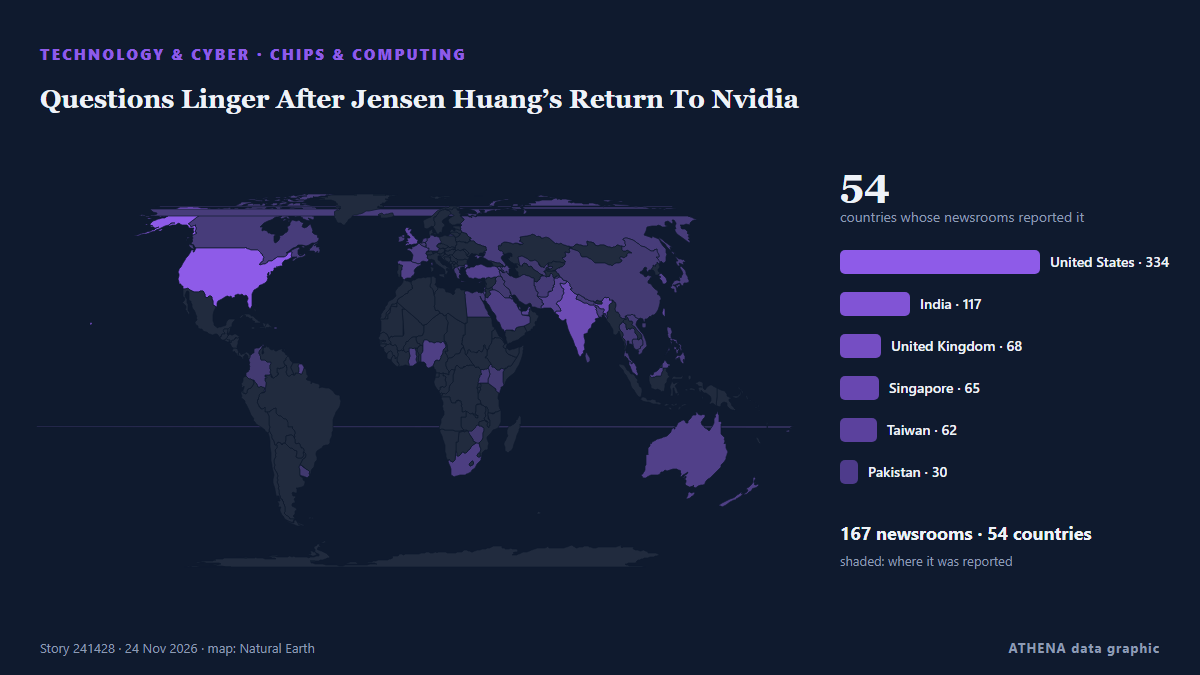 TECHNOLOGY & CYBER · CHIPS & COMPUTING
Questions Linger After Jensen Huang’s Return To Nvidia
54
countries whose newsrooms reported it
United States · 334
India · 117
United Kingdom · 68
Singapore · 65
Taiwan · 62
Pakistan · 30
167 newsrooms · 54 countries
shaded: where it was reported
Story 241428 · 24 Nov 2026 · map: Natural Earth
ATHENA data graphic